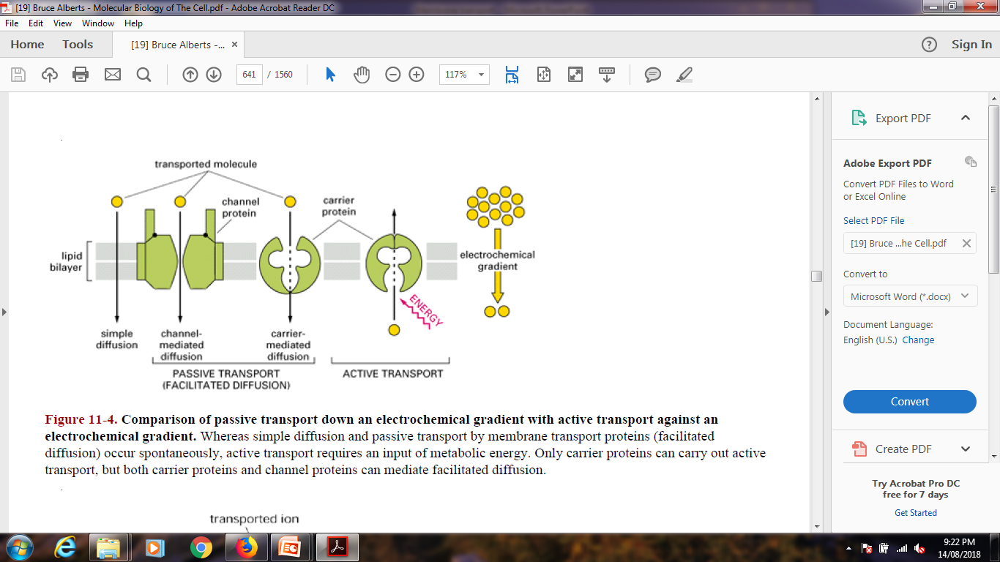 [19] Bruce Alberts - Molecular Biology of The Cell.pdf - Adobe Acrobat Reader DC
File Edit View Window Help
Home Tools [19] Bruce Alberts -... × ? Sign In
641 / 1560 117%
transported molecule
channel
protein
carrier
protein
lipid
bilayer
electrochemical
gradient
ENERGY
simple
diffusion
channel-
mediated
diffusion
carrier-
mediated
diffusion
PASSIVE TRANSPORT
(FACILITATED DIFFUSION)
ACTIVE TRANSPORT
Figure 11-4. Comparison of passive transport down an electrochemical gradient with active transport against an
electrochemical gradient. Whereas simple diffusion and passive transport by membrane transport proteins (facilitated
diffusion) occur spontaneously, active transport requires an input of metabolic energy. Only carrier proteins can carry out active
transport, but both carrier proteins and channel proteins can mediate facilitated diffusion.
transported ion
Export PDF
Adobe Export PDF
Convert PDF Files to Word
or Excel Online
Select PDF File
[19] Bruce ...he Cell.pdf
Convert to
Microsoft Word (*.docx)
Document Language:
English (U.S.) Change
Convert
Create PDF
Try Acrobat Pro DC
free for 7 days
Get Started
9:22 PM
14/08/2018